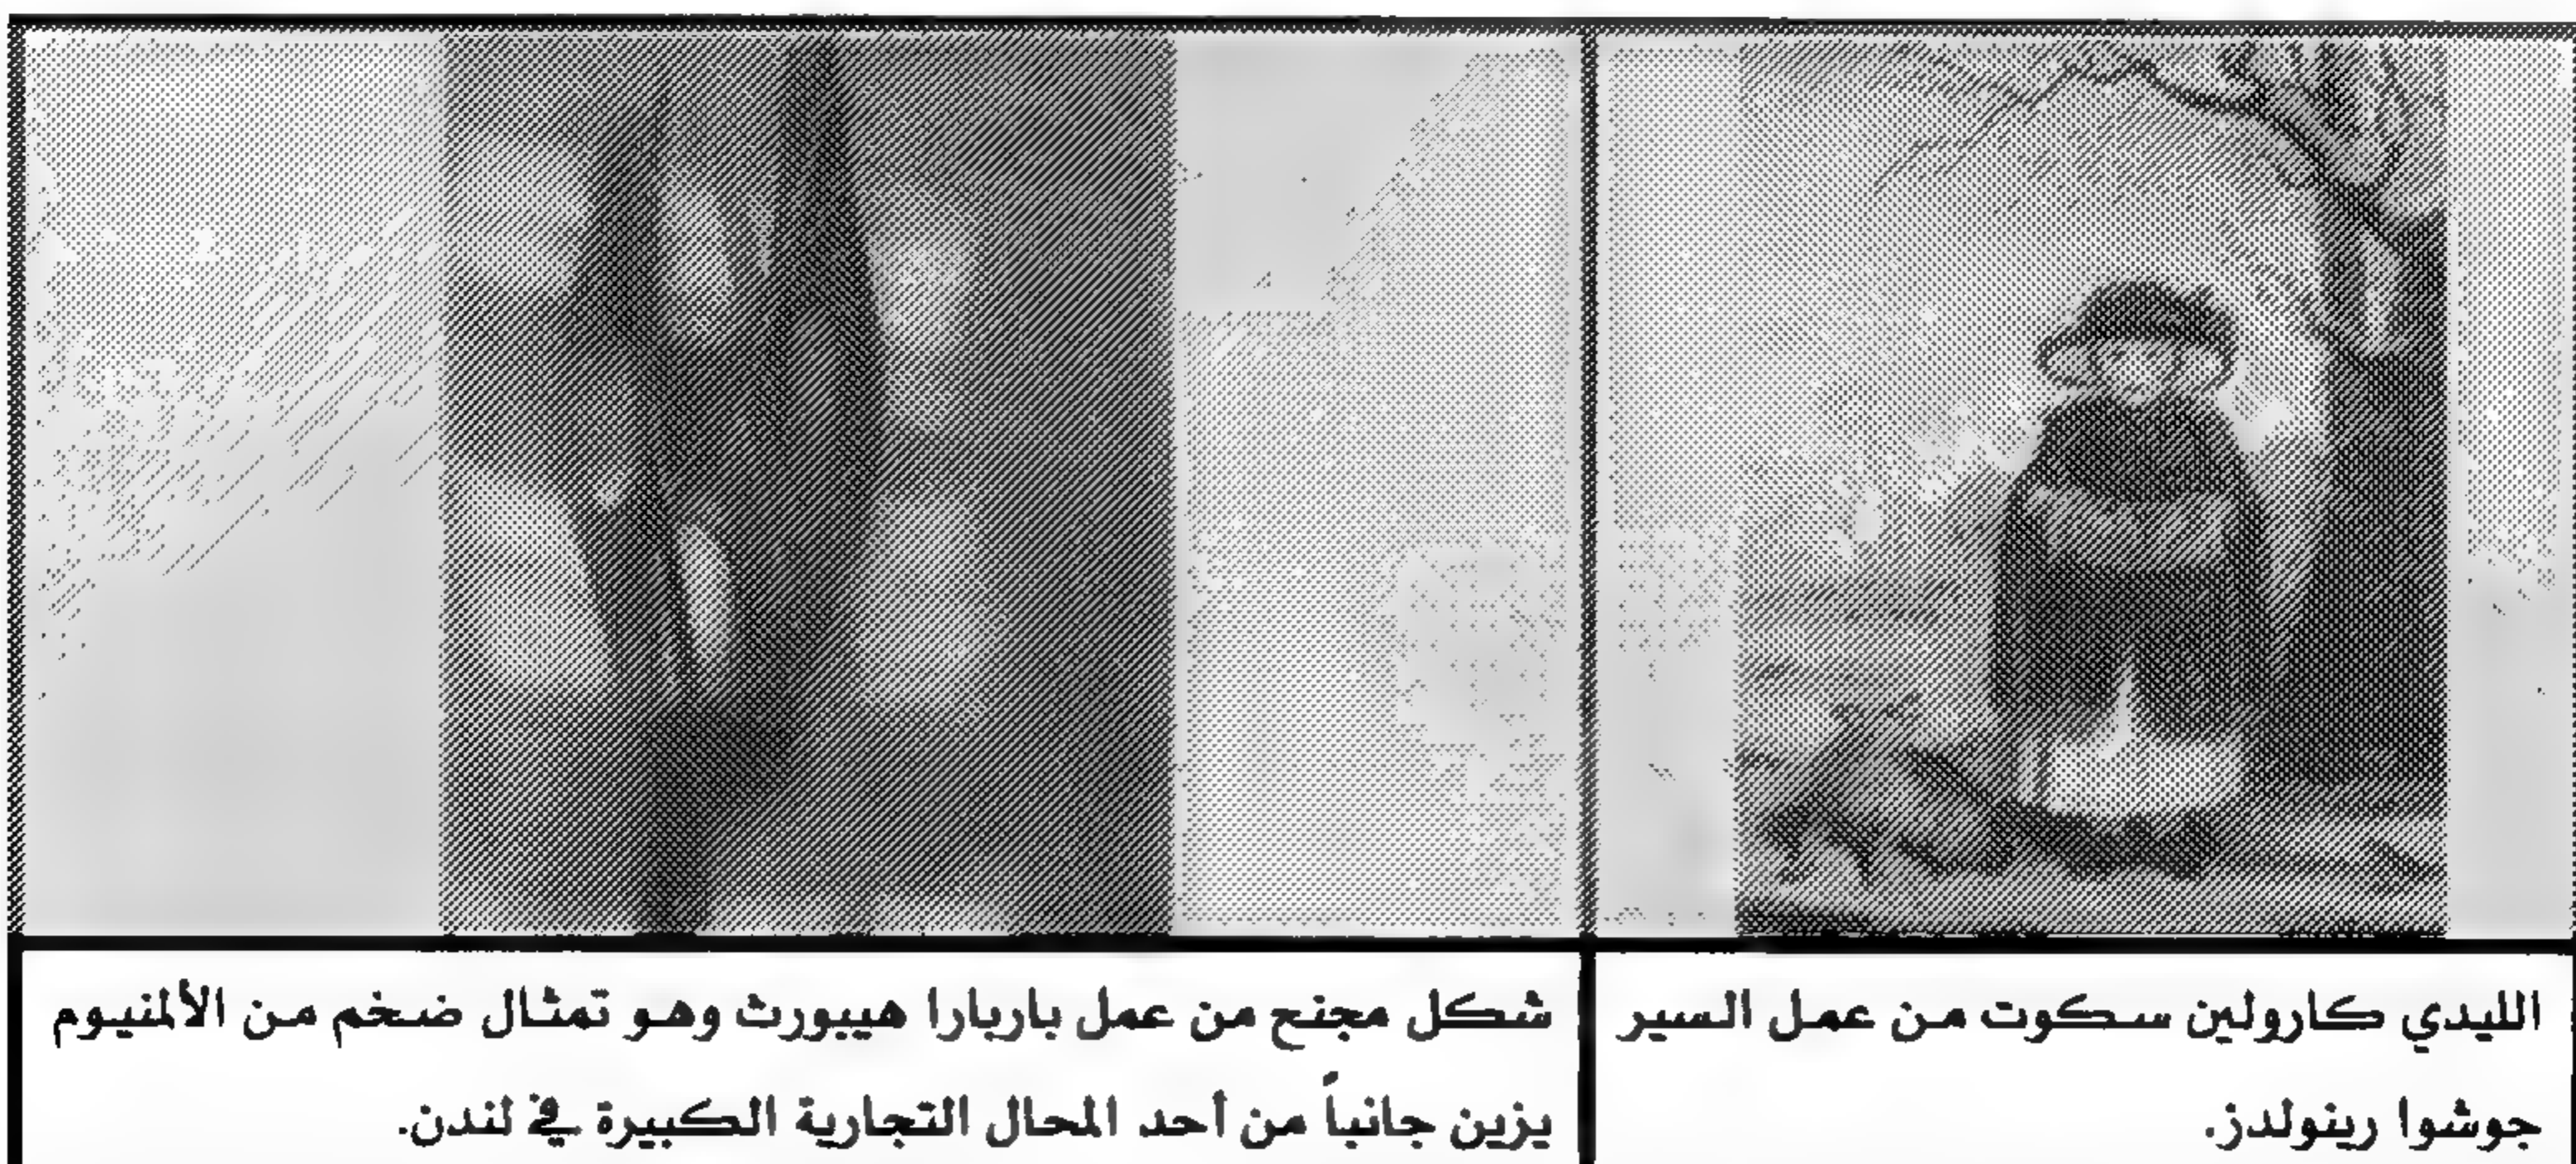 الليدي كارولين سكوت من عمل السير
جوشوا رينولدز.
شكل مجنح من عمل باربارا هيبورث وهو تمثال ضخم من الألمنيوم
يزين جانباً من أحد المحال التجارية الكبيرة في لندن.